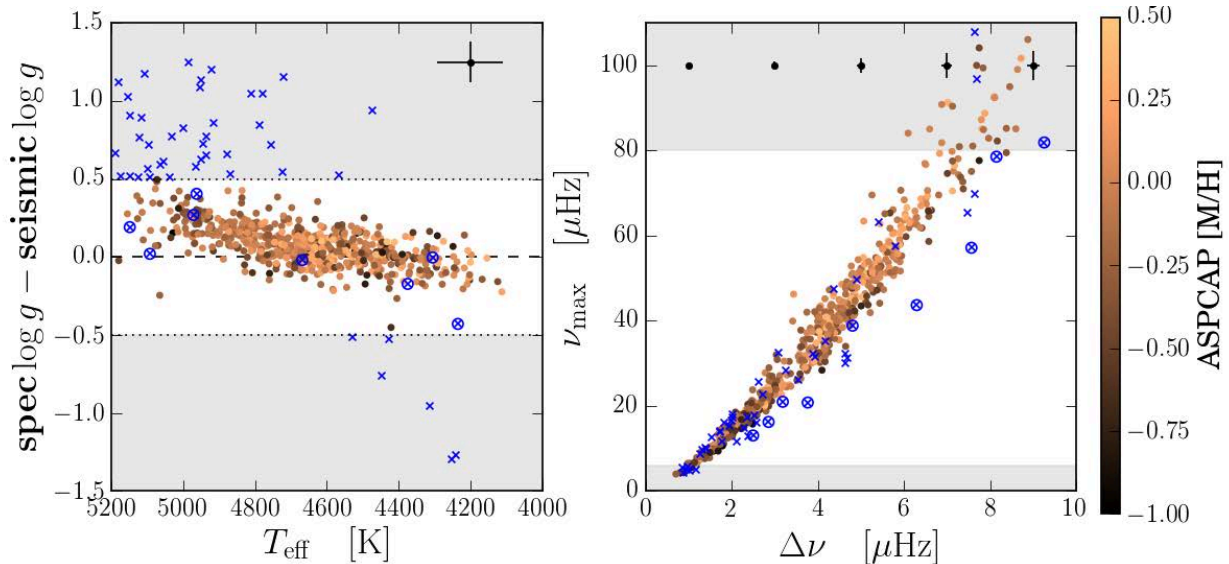 spec log g − seismic log g
1.5
1.0
0.5
0.0
−0.5
−1.0
−1.5
5200 5000 4800 4600 4400 4200 4000
T_eff [K]
ν_max [μHz]
100
80
60
40
20
0
0 2 4 6 8 10
Δν [μHz]
0.50
0.25
0.00
−0.25
−0.50
−0.75
−1.00
ASPCAP [M/H]